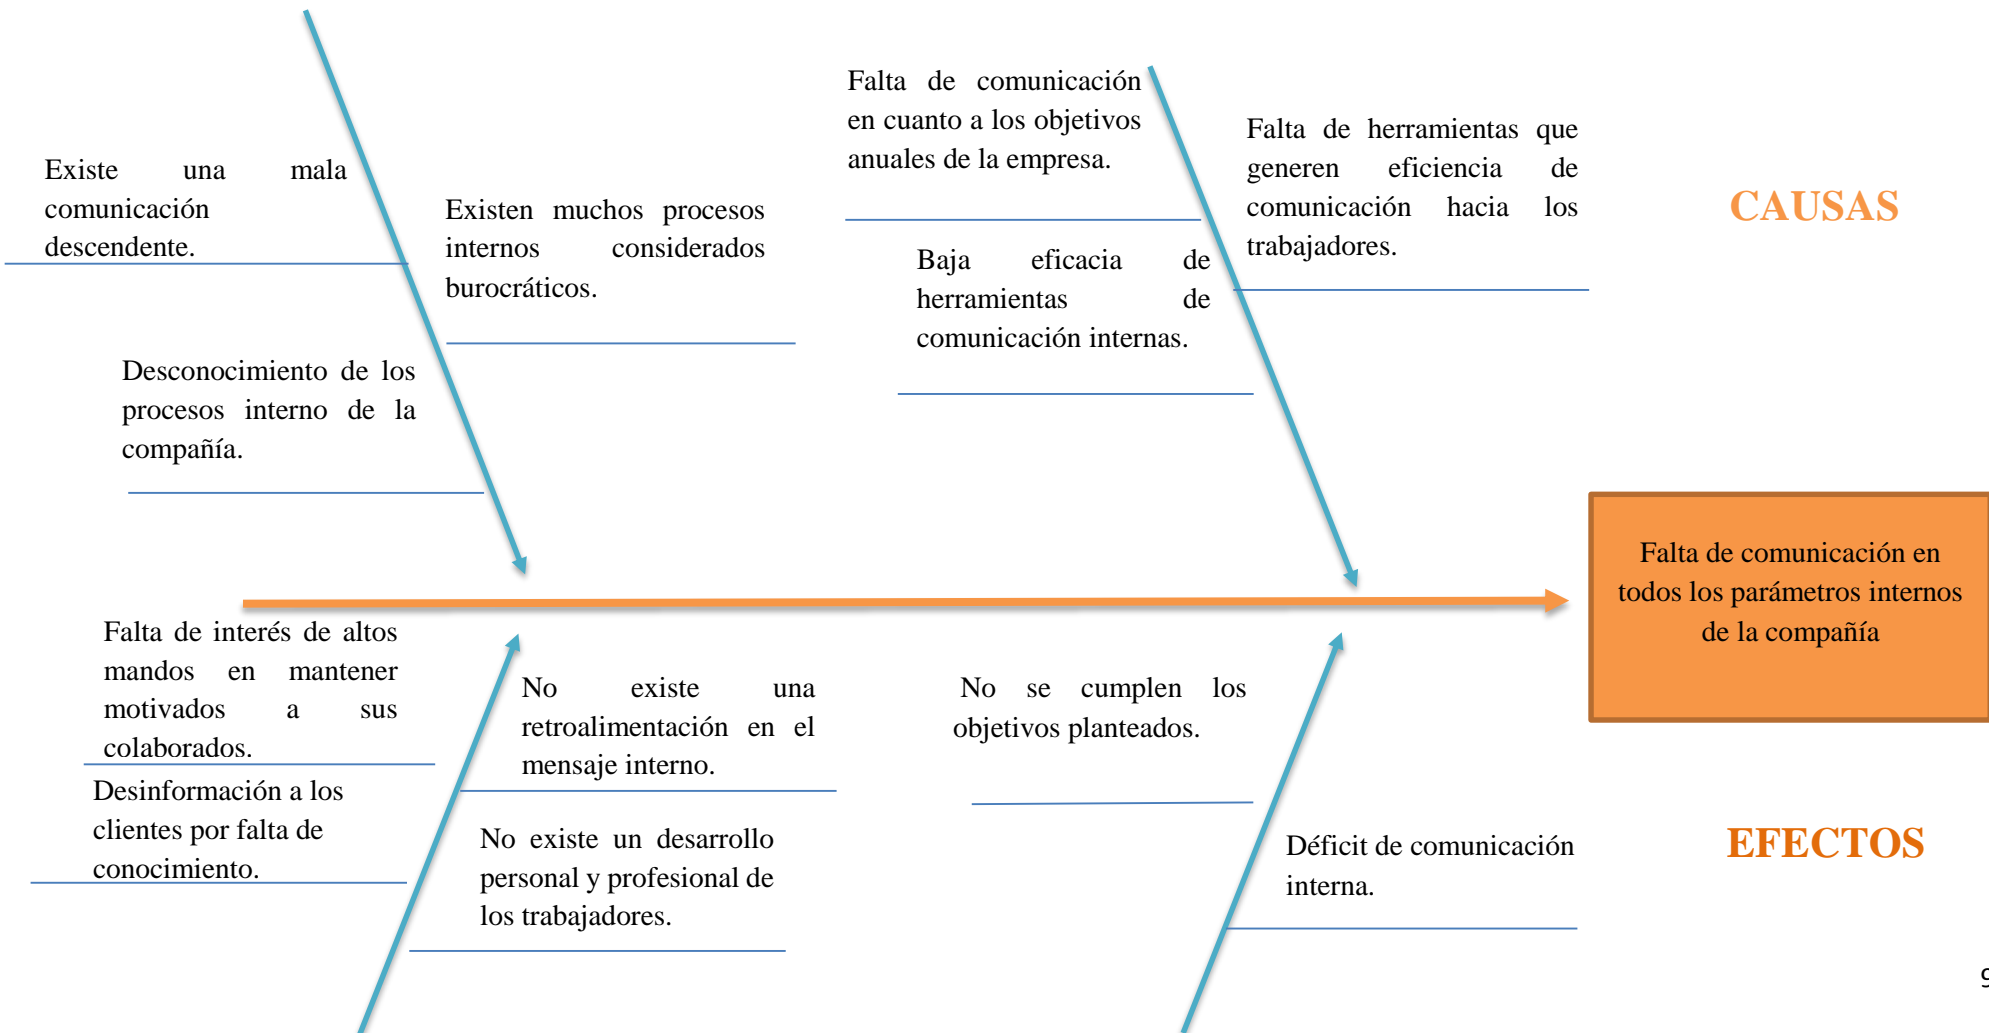 Existe una mala
comunicación
descendente.
Existen muchos procesos
internos considerados
burocráticos.
Desconocimiento de los
procesos interno de la
compañía.
Falta de comunicación
en cuanto a los objetivos
anuales de la empresa.
Baja eficacia de
herramientas de
comunicación internas.
Falta de herramientas que
generen eficiencia de
comunicación hacia los
trabajadores.
CAUSAS
Falta de comunicación en
todos los parámetros internos
de la compañía
Falta de interés de altos
mandos en mantener
motivados a sus
colaborados.
Desinformación a los
clientes por falta de
conocimiento.
No existe una
retroalimentación en el
mensaje interno.
No existe un desarrollo
personal y profesional de
los trabajadores.
No se cumplen los
objetivos planteados.
Déficit de comunicación
interna.
EFECTOS
9